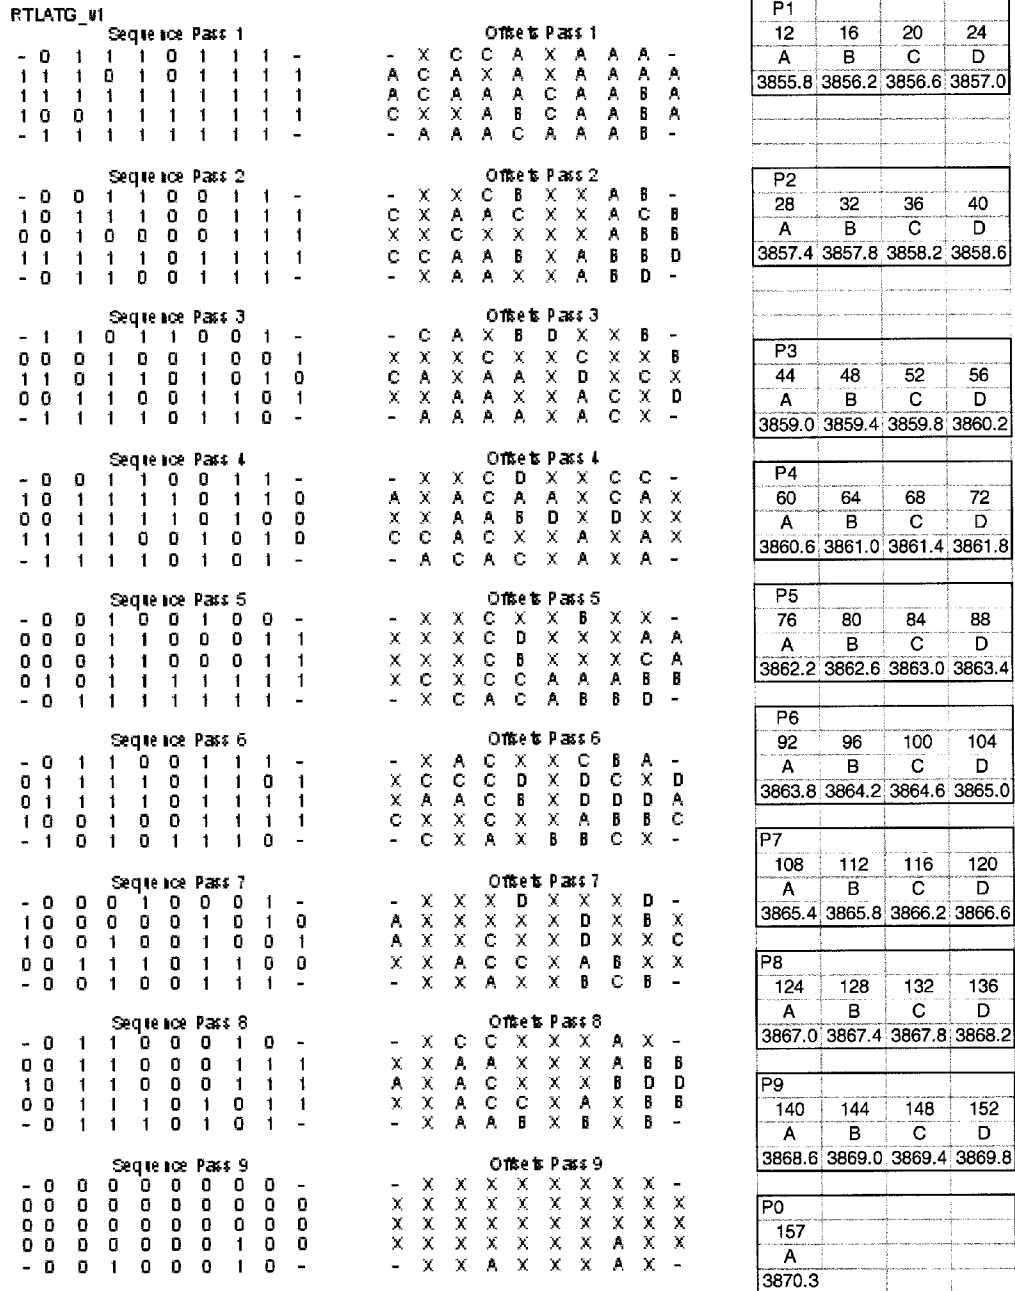 RTLATG_v1
Sequence Pass 1
- 0 1 1 1 0 1 1 1 -
1 1 1 0 1 0 1 1 1 1
1 1 1 1 1 1 1 1 1 1
1 0 0 1 1 1 1 1 1 1
- 1 1 1 1 1 1 1 1 -
Offsets Pass 1
- X C C A X A A A -
A C A X A X A A A A
A C A A A C A A B A
C X X A B C A A B A
- A A A C A A A B -
Sequence Pass 2
- 0 0 1 1 0 0 1 1 -
1 0 1 1 1 0 0 1 1 1
0 0 1 0 0 0 0 1 1 1
1 1 1 1 1 0 1 1 1 1
- 0 1 1 0 0 1 1 1 -
Offsets Pass 2
- X X C B X X A B -
C X A A C X X A C B
X X C X X X X A B B
C C A A B X A B B D
- X A A X X A B D -
Sequence Pass 3
- 1 1 0 1 1 0 0 1 -
0 0 0 1 0 0 1 0 0 1
1 1 0 1 1 0 1 0 1 0
0 0 1 1 0 0 1 1 0 1
- 1 1 1 1 0 1 1 0 -
Offsets Pass 3
- C A X B D X X B -
X X X C X X C X X B
C A X A A X D X C X
X X A A X X A C X D
- A A A A X A C X -
Sequence Pass 4
- 0 0 1 1 0 0 1 1 -
1 0 1 1 1 1 0 1 1 0
0 0 1 1 1 1 0 1 0 0
1 1 1 1 0 0 1 0 1 0
- 1 1 1 1 0 1 0 1 -
Offsets Pass 4
- X X C D X X C C -
A X A C A A X C A X
X X A A B D X D X X
C C A C X X A X A X
- A C A C X A X A -
Sequence Pass 5
- 0 0 1 0 0 1 0 0 -
0 0 0 1 1 0 0 0 1 1
0 0 0 1 1 0 0 0 1 1
0 1 0 1 1 1 1 1 1 1
- 0 1 1 1 1 1 1 1 -
Offsets Pass 5
- X X C X X B X X -
X X X C D X X X A A
X X X C B X X X C A
X C X C C A A A B B
- X C A C A B B D -
Sequence Pass 6
- 0 1 1 0 0 1 1 1 -
0 1 1 1 1 0 1 1 0 1
0 1 1 1 1 0 1 1 1 1
1 0 0 1 0 0 1 1 1 1
- 1 0 1 0 1 1 1 0 -
Offsets Pass 6
- X A C X X C B A -
X C C C D X D C X D
X A A C B X D D D A
C X X C X X A B B C
- C X A X B B C X -
Sequence Pass 7
- 0 0 0 1 0 0 0 1 -
1 0 0 0 0 0 1 0 1 0
1 0 0 1 0 0 1 0 0 1
0 0 1 1 1 0 1 1 0 0
- 0 0 1 0 0 1 1 1 -
Offsets Pass 7
- X X X D X X X D -
A X X X X X D X B X
A X X C X X D X X C
X X A C C X A B X X
- X X A X X B C B -
Sequence Pass 8
- 0 1 1 0 0 0 1 0 -
0 0 1 1 0 0 0 1 1 1
1 0 1 1 0 0 0 1 1 1
0 0 1 1 1 0 1 0 1 1
- 0 1 1 1 0 1 0 1 -
Offsets Pass 8
- X C C X X X A X -
X X A A X X X A B B
A X A C X X X B D D
X X A C C X A X B B
- X A A B X B X B -
Sequence Pass 9
- 0 0 0 0 0 0 0 0 -
0 0 0 0 0 0 0 0 0 0
0 0 0 0 0 0 0 0 0 0
0 0 0 0 0 0 0 1 0 0
- 0 0 1 0 0 0 1 0 -
Offsets Pass 9
- X X X X X X X X -
X X X X X X X X X X
X X X X X X X X X X
X X X X X X X A X X
- X X A X X X A X -
P1
12 16 20 24
A B C D
3855.8 3856.2 3856.6 3857.0
P2
28 32 36 40
A B C D
3857.4 3857.8 3858.2 3858.6
P3
44 48 52 56
A B C D
3859.0 3859.4 3859.8 3860.2
P4
60 64 68 72
A B C D
3860.6 3861.0 3861.4 3861.8
P5
76 80 84 88
A B C D
3862.2 3862.6 3863.0 3863.4
P6
92 96 100 104
A B C D
3863.8 3864.2 3864.6 3865.0
P7
108 112 116 120
A B C D
3865.4 3865.8 3866.2 3866.6
P8
124 128 132 136
A B C D
3867.0 3867.4 3867.8 3868.2
P9
140 144 148 152
A B C D
3868.6 3869.0 3869.4 3869.8
P0
157
A
3870.3